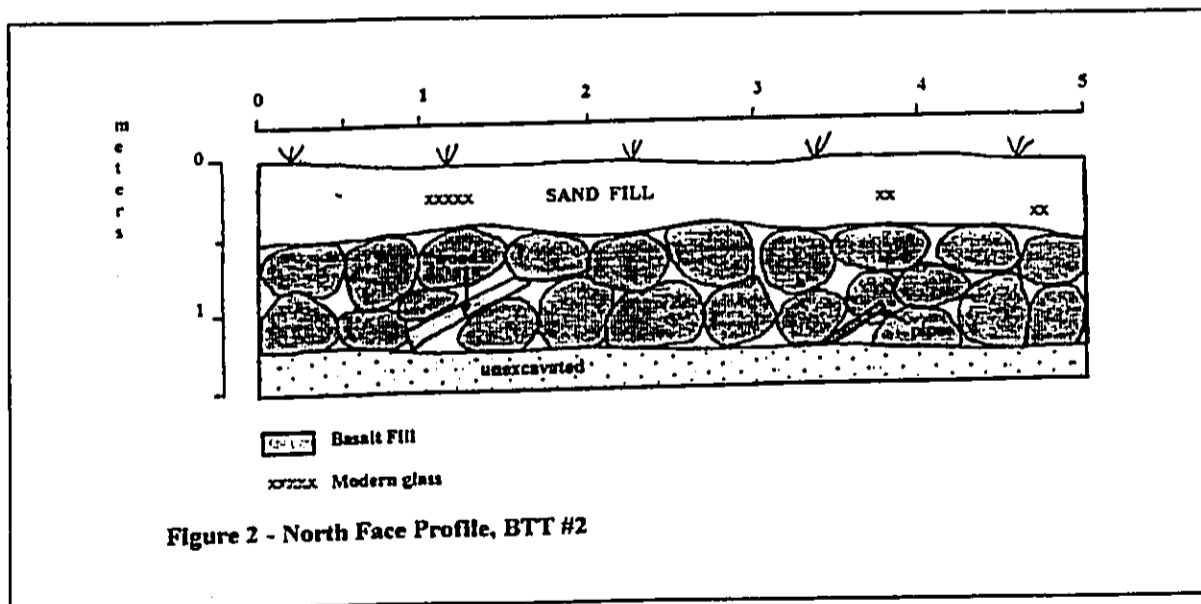 0 1 2 3 4 5
meters
0
xxxxx SAND FILL xx
xx
wood
1
unexcavated
Basalt Fill
xxxxx Modern glass
Figure 2 - North Face Profile, BTT #2